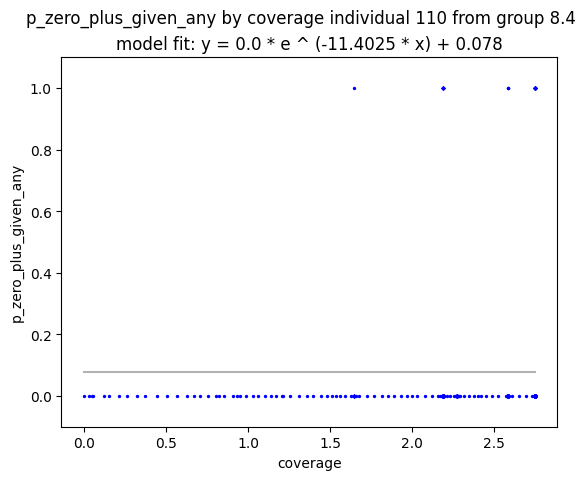 p_zero_plus_given_any by coverage individual 110 from group 8.4
model fit: y = 0.0 * e ^ (-11.4025 * x) + 0.078
1.0
0.8
0.6
0.4
0.2
0.0
p_zero_plus_given_any
0.0 0.5 1.0 1.5 2.0 2.5
coverage